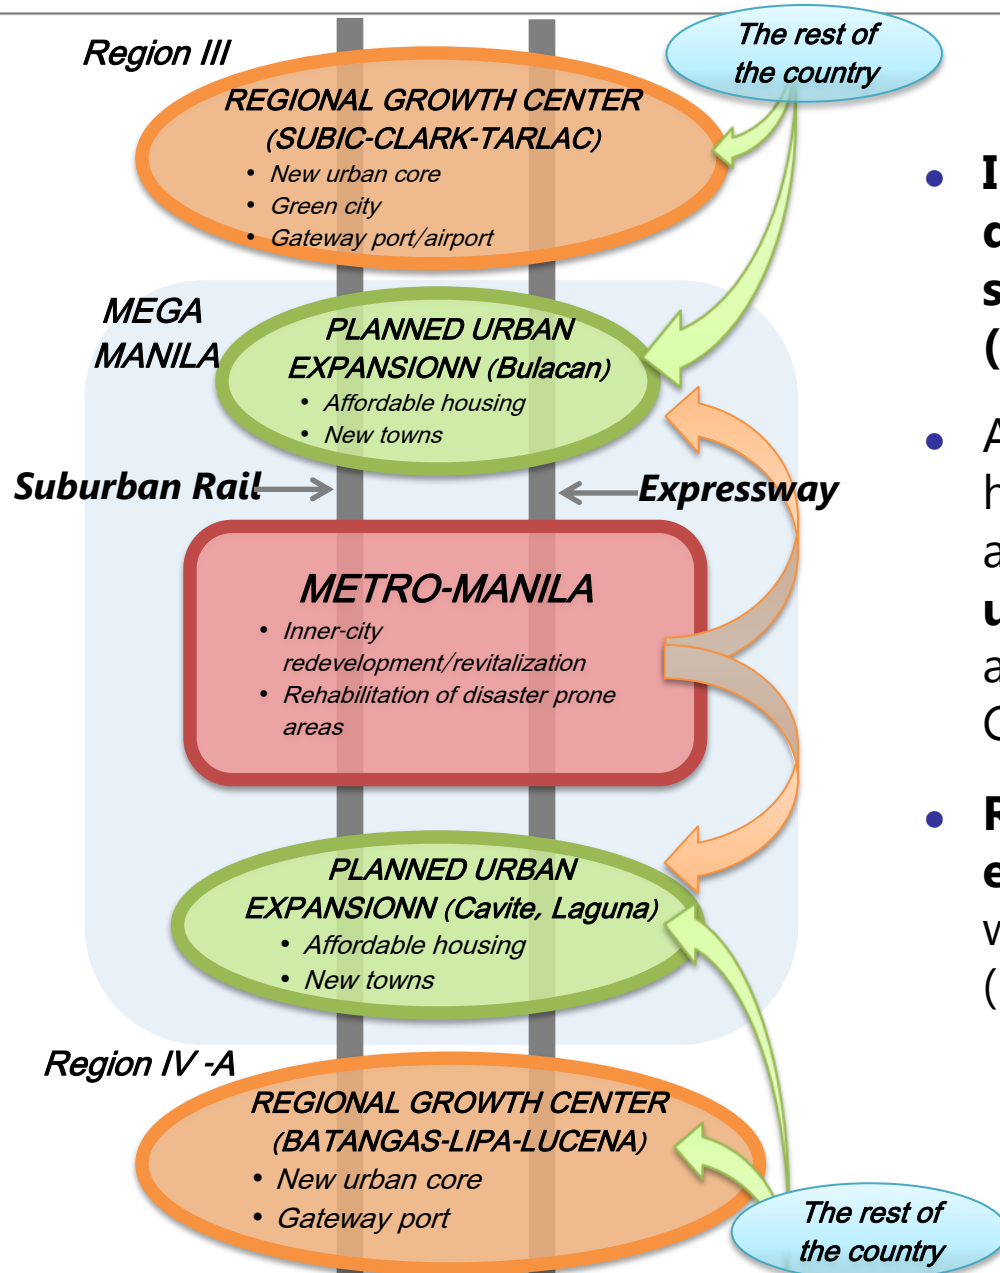 Region III
The rest of
the country
REGIONAL GROWTH CENTER
(SUBIC-CLARK-TARLAC)
• New urban core
• Green city
• Gateway port/airport
MEGA
MANILA
PLANNED URBAN
EXPANSIONN (Bulacan)
• Affordable housing
• New towns
Suburban Rail
Expressway
METRO-MANILA
• Inner-city
redevelopment/revitalization
• Rehabilitation of disaster prone
areas
PLANNED URBAN
EXPANSIONN (Cavite, Laguna)
• Affordable housing
• New towns
Region IV -A
REGIONAL GROWTH CENTER
(BATANGAS-LIPA-LUCENA)
• New urban core
• Gateway port
The rest of
the country